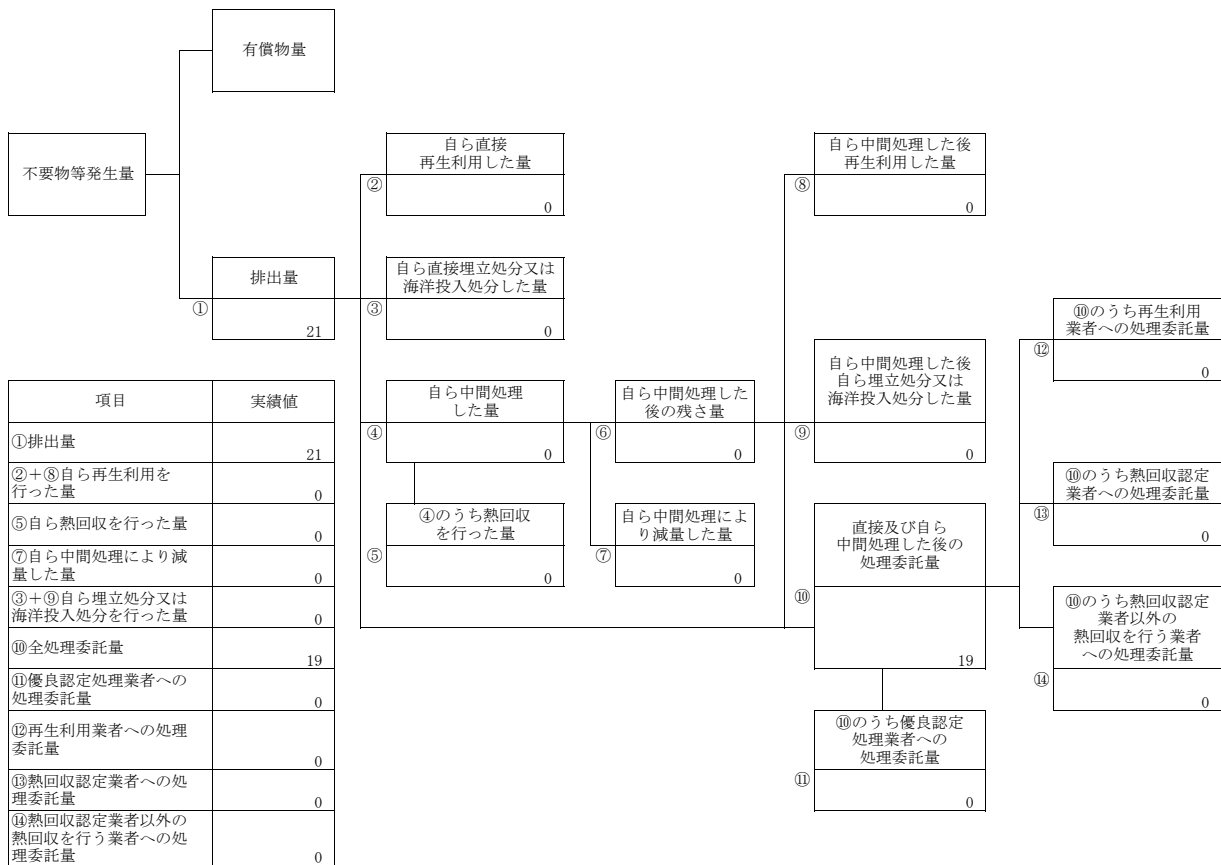 有償物量
不要物等発生量
自ら直接
再生利用した量
②
0
自ら中間処理した後
再生利用した量
⑧
0
排出量
①
21
自ら直接埋立処分又は
海洋投入処分した量
③
0
自ら中間処理
した量
④
0
自ら中間処理した
後の残さ量
⑥
0
自ら中間処理した後
自ら埋立処分又は
海洋投入処分した量
⑨
0
⑩のうち再生利用
業者への処理委託量
⑫
0
④のうち熱回収
を行った量
⑤
0
自ら中間処理によ
り減量した量
⑦
0
直接及び自ら
中間処理した後の
処理委託量
⑩
19
⑩のうち熱回収認定
業者への処理委託量
⑬
0
⑩のうち熱回収認定
業者以外の
熱回収を行う業者
への処理委託量
⑭
0
⑩のうち優良認定
処理業者への
処理委託量
⑪
0
項目 実績値
①排出量
21
②＋⑧自ら再生利用を
行った量 0
⑤自ら熱回収を行った量
0
⑦自ら中間処理により減
量した量 0
③＋⑨自ら埋立処分又は
海洋投入処分を行った量 0
⑩全処理委託量
19
⑪優良認定処理業者への
処理委託量 0
⑫再生利用業者への処理
委託量
0
⑬熱回収認定業者への処
理委託量 0
⑭熱回収認定業者以外の
熱回収を行う業者への処
理委託量 0